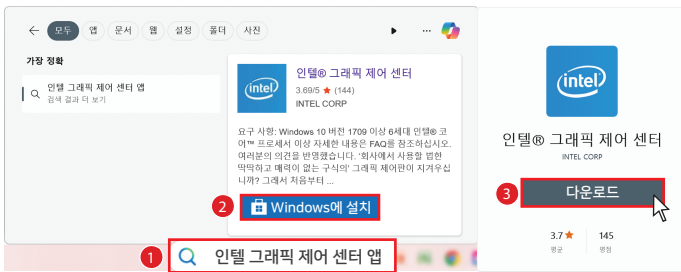 모두 앱 문서 웹 설정 폴더 사진
가장 정확
인텔 그래픽 제어 센터 앱
검색 결과 더 보기
intel
인텔® 그래픽 제어 센터
3.69/5 ★ (144)
INTEL CORP
요구 사항: Windows 10 버전 1709 이상 6세대 인텔® 코
어™ 프로세서 이상 자세한 내용은 FAQ를 참조하십시오.
여러분의 의견을 반영했습니다. '회사에서 사용할 법한
딱딱하고 매력이 없는 구식의' 그래픽 제어판이 지겨우십
니까? 그래서 처음부터 ...
2 Windows에 설치
1 인텔 그래픽 제어 센터 앱
intel
인텔® 그래픽 제어 센터
INTEL CORP
3 다운로드
3.7★ 145
평균 평점